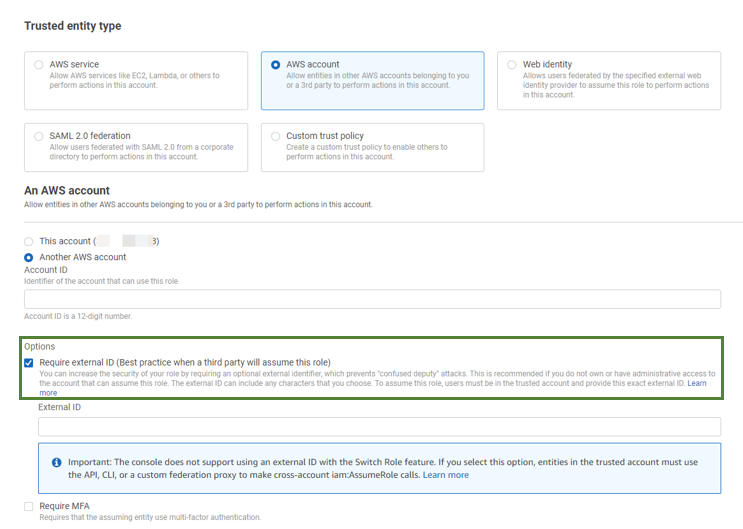 Trusted entity type
AWS service
Allow AWS services like EC2, Lambda, or others to
perform actions in this account.
AWS account
Allow entities in other AWS accounts belonging to you
or a 3rd party to perform actions in this account.
Web identity
Allows users federated by the specified external web
identity provider to assume this role to perform actions
in this account.
SAML 2.0 federation
Allow users federated with SAML 2.0 from a corporate
directory to perform actions in this account.
Custom trust policy
Create a custom trust policy to enable others to
perform actions in this account.
An AWS account
Allow entities in other AWS accounts belonging to you or a 3rd party to perform actions in this account.
This account ( 3)
Another AWS account
Account ID
Identifier of the account that can use this role
Account ID is a 12-digit number.
Options
Require external ID (Best practice when a third party will assume this role)
You can increase the security of your role by requiring an optional external identifier, which prevents "confused deputy" attacks. This is recommended if you do not own or have administrative access to
the account that can assume this role. The external ID can include any characters that you choose. To assume this role, users must be in the trusted account and provide this exact external ID. Learn
more
External ID
Important: The console does not support using an external ID with the Switch Role feature. If you select this option, entities in the trusted account must use
the API, CLI, or a custom federation proxy to make cross-account iam:AssumeRole calls. Learn more
Require MFA
Requires that the assuming entity use multi-factor authentication.